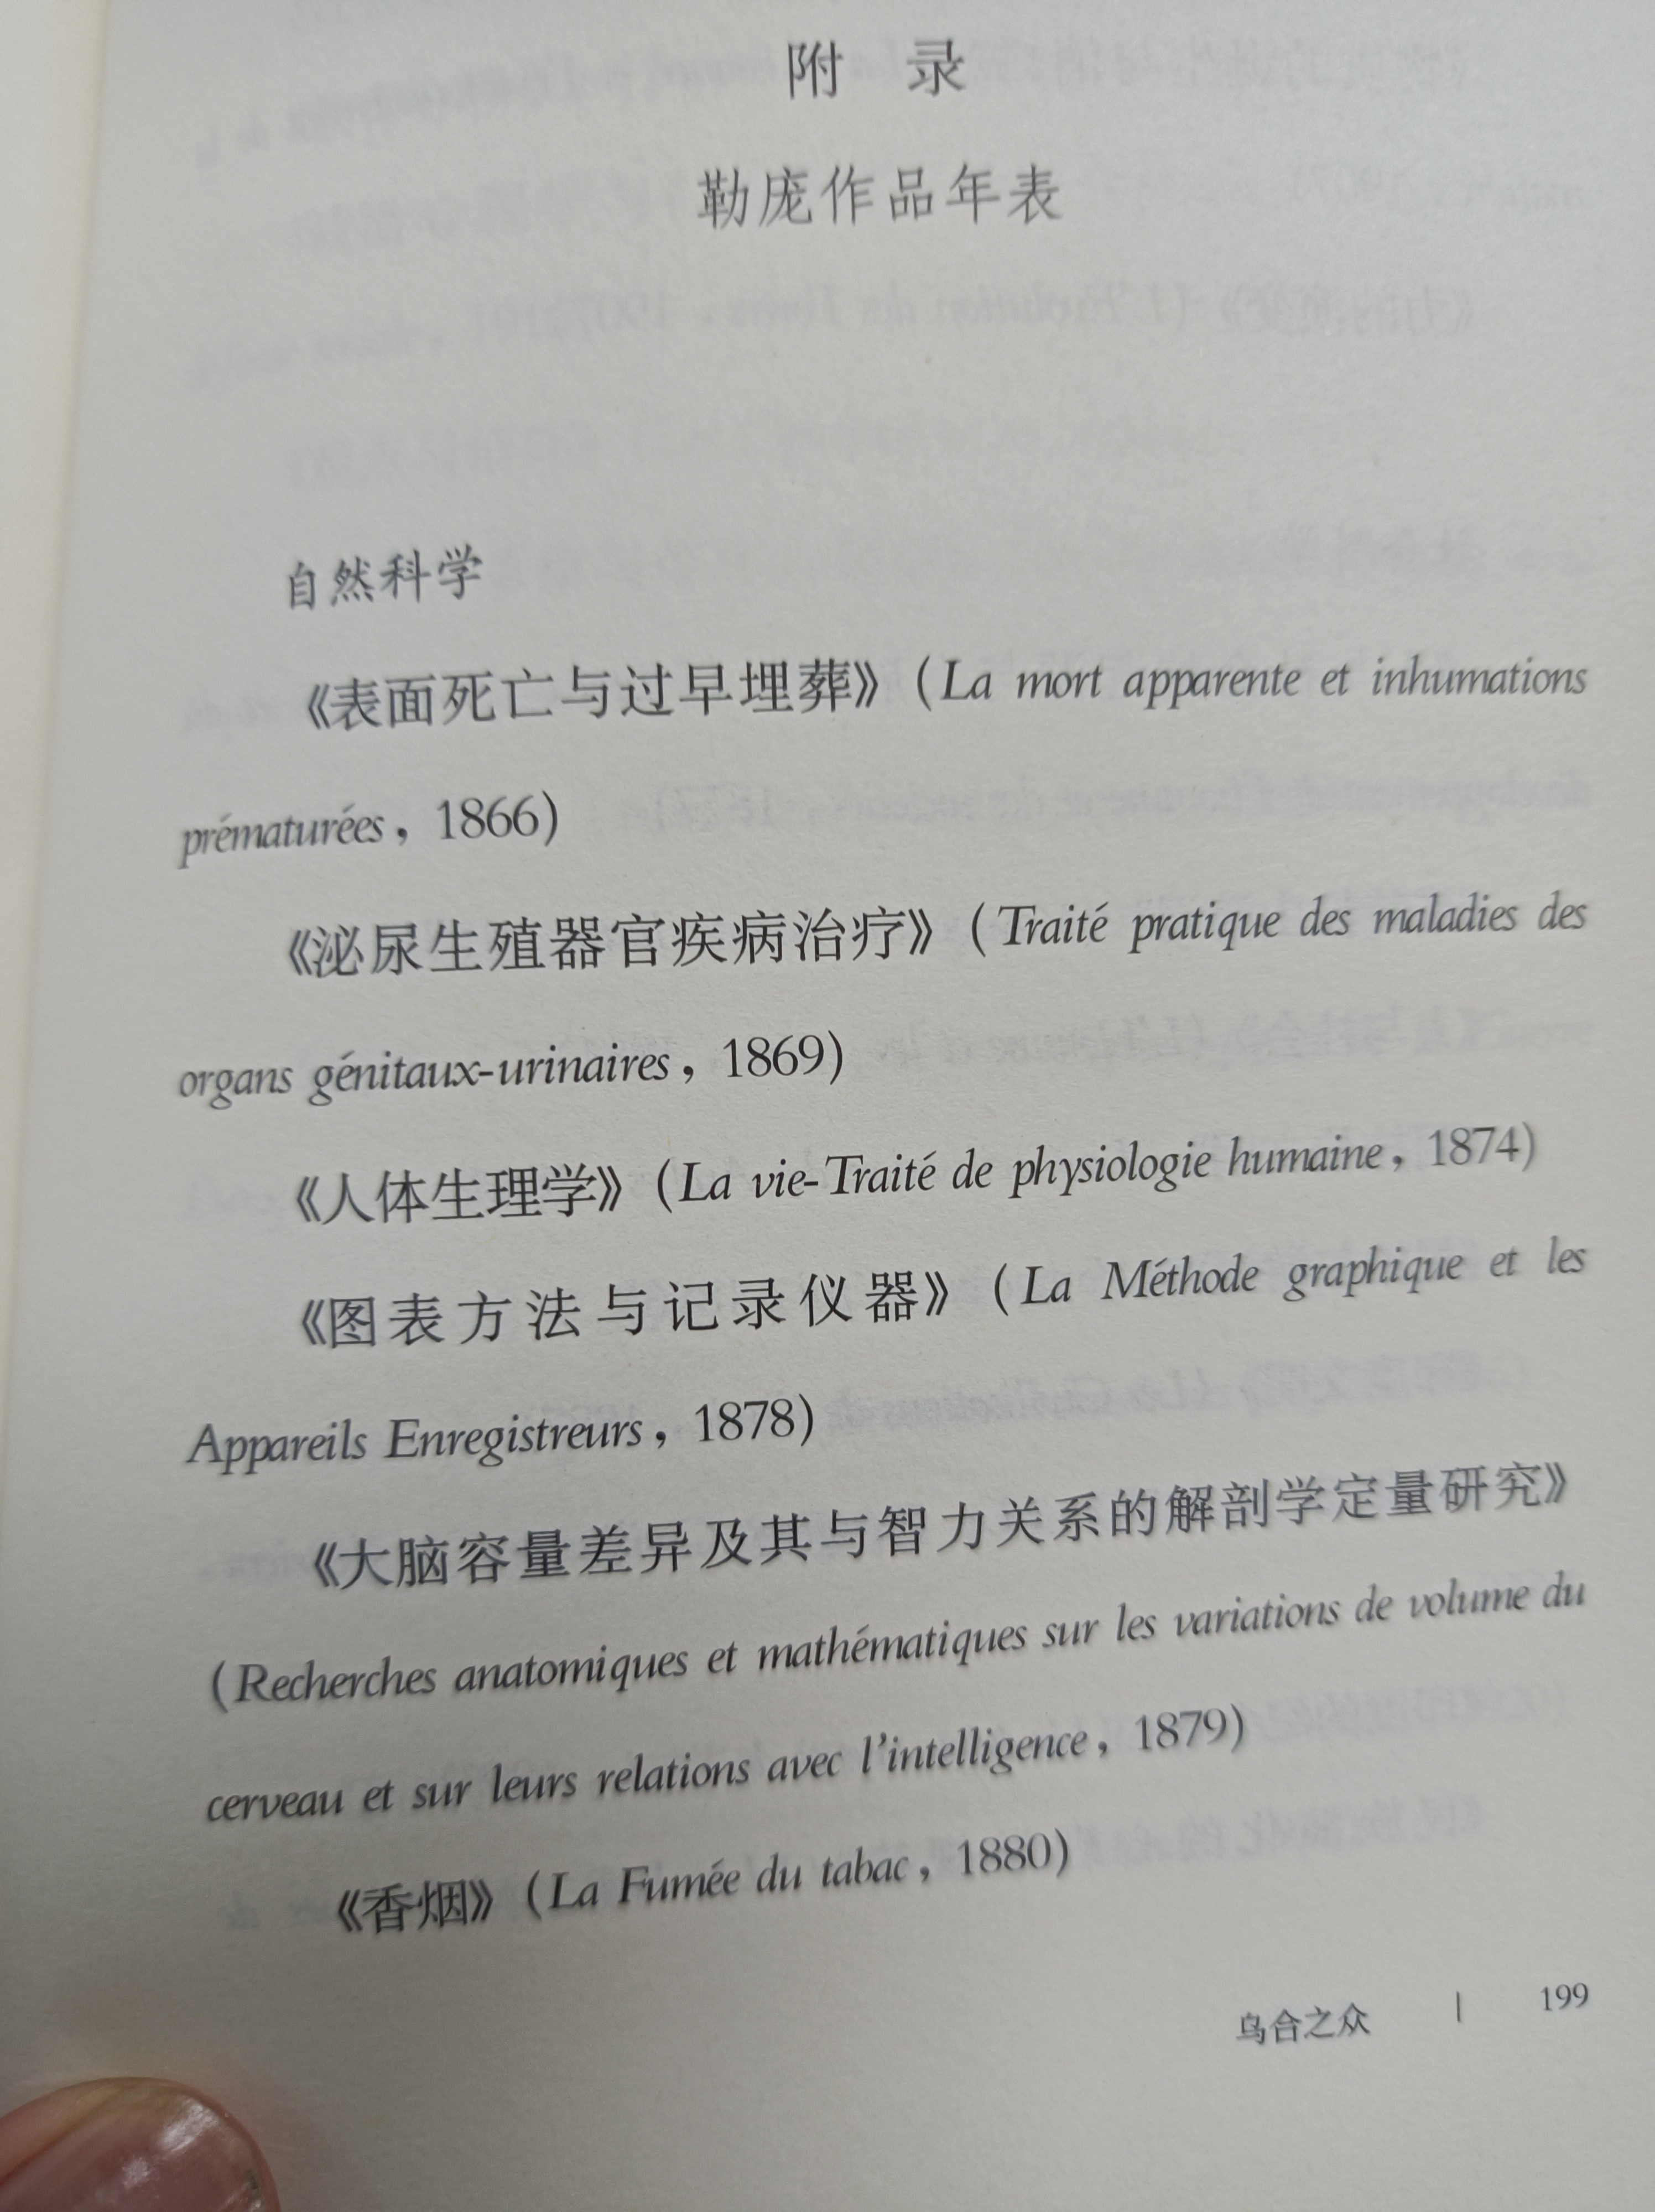 附 录
勒庞作品年表
自然科学
《表面死亡与过早埋葬》(La mort apparente et inhumations
prématurées，1866)
《泌尿生殖器官疾病治疗》(Traité pratique des maladies des
organs génitaux-urinaires，1869)
《人体生理学》(La vie-Traité de physiologie humaine，1874)
《图表方法与记录仪器》(La Méthode graphique et les
Appareils Enregistreurs，1878)
《大脑容量差异及其与智力关系的解剖学定量研究》
(Recherches anatomiques et mathématiques sur les variations de volume du
cerveau et sur leurs relations avec l'intelligence，1879)
《香烟》(La Fumée du tabac，1880)
乌合之众 | 199